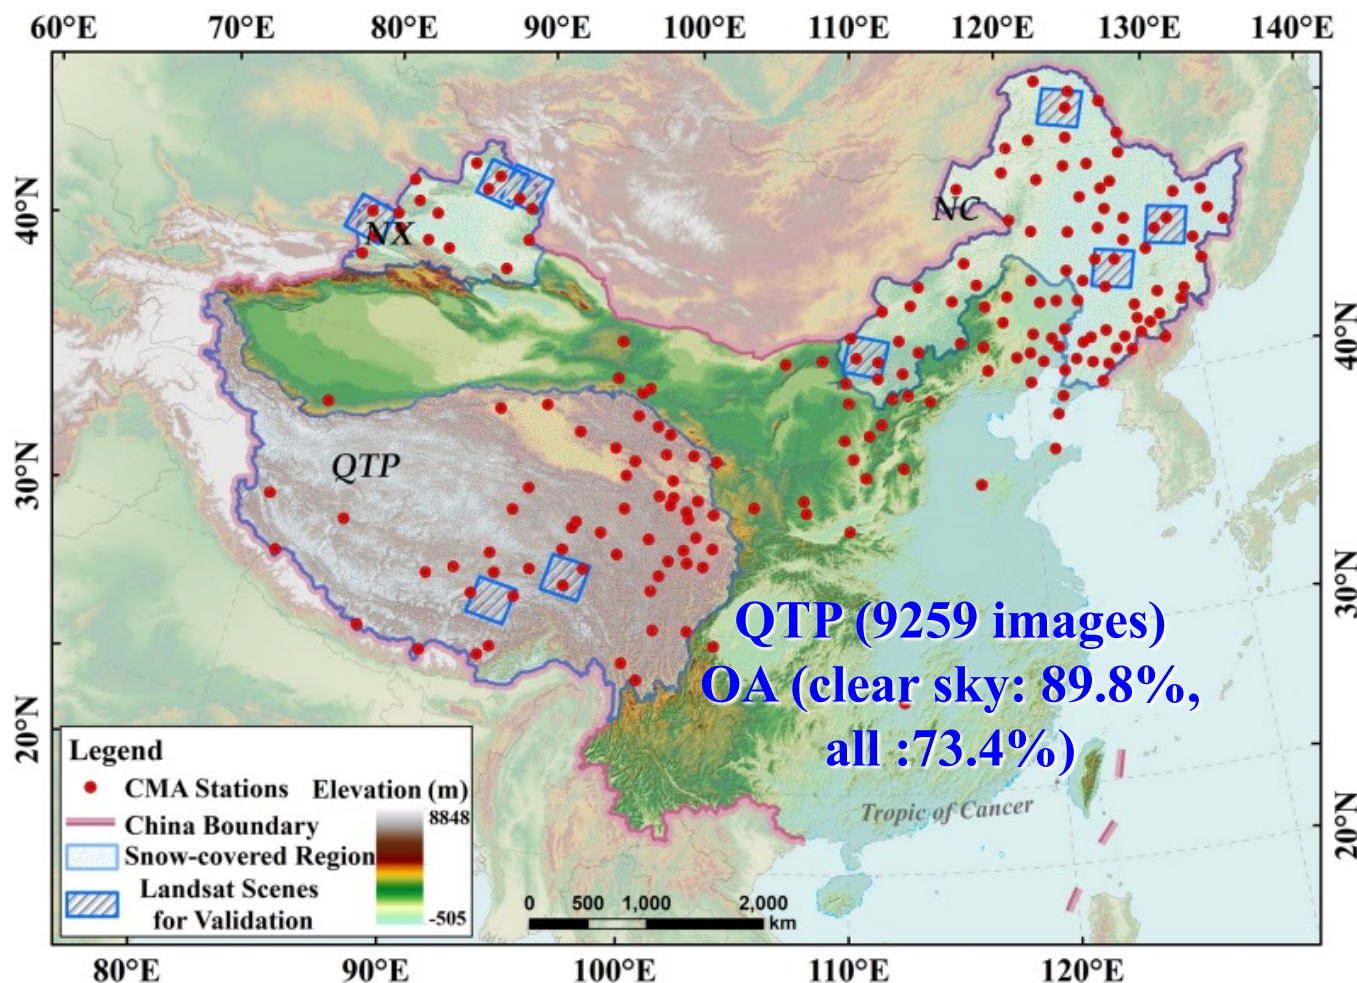 60°E 70°E 80°E 90°E 100°E 110°E 120°E 130°E 140°E
40°N
30°N
20°N
40°N
30°N
20°N
NX
NC
QTP
QTP (9259 images)
OA (clear sky: 89.8%,
all :73.4%)
Tropic of Cancer
Legend
CMA Stations
China Boundary
Snow-covered Region
Landsat Scenes
for Validation
Elevation (m)
8848
-505
0 500 1,000 2,000
km
80°E 90°E 100°E 110°E 120°E